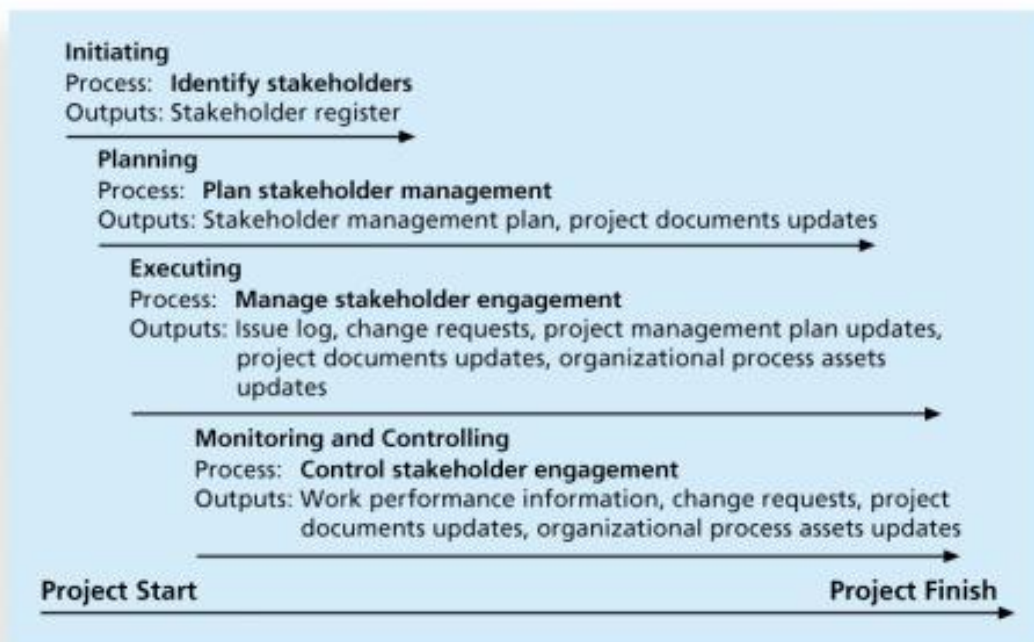 Initiating
Process: Identify stakeholders
Outputs: Stakeholder register
Planning
Process: Plan stakeholder management
Outputs: Stakeholder management plan, project documents updates
Executing
Process: Manage stakeholder engagement
Outputs: Issue log, change requests, project management plan updates,
project documents updates, organizational process assets
updates
Monitoring and Controlling
Process: Control stakeholder engagement
Outputs: Work performance information, change requests, project
documents updates, organizational process assets updates
Project Start Project Finish